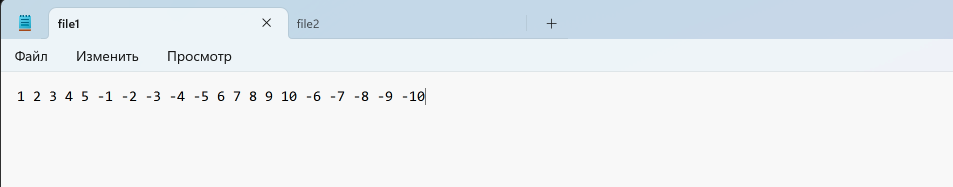 file1 file2
Файл Изменить Просмотр
1 2 3 4 5 -1 -2 -3 -4 -5 6 7 8 9 10 -6 -7 -8 -9 -10